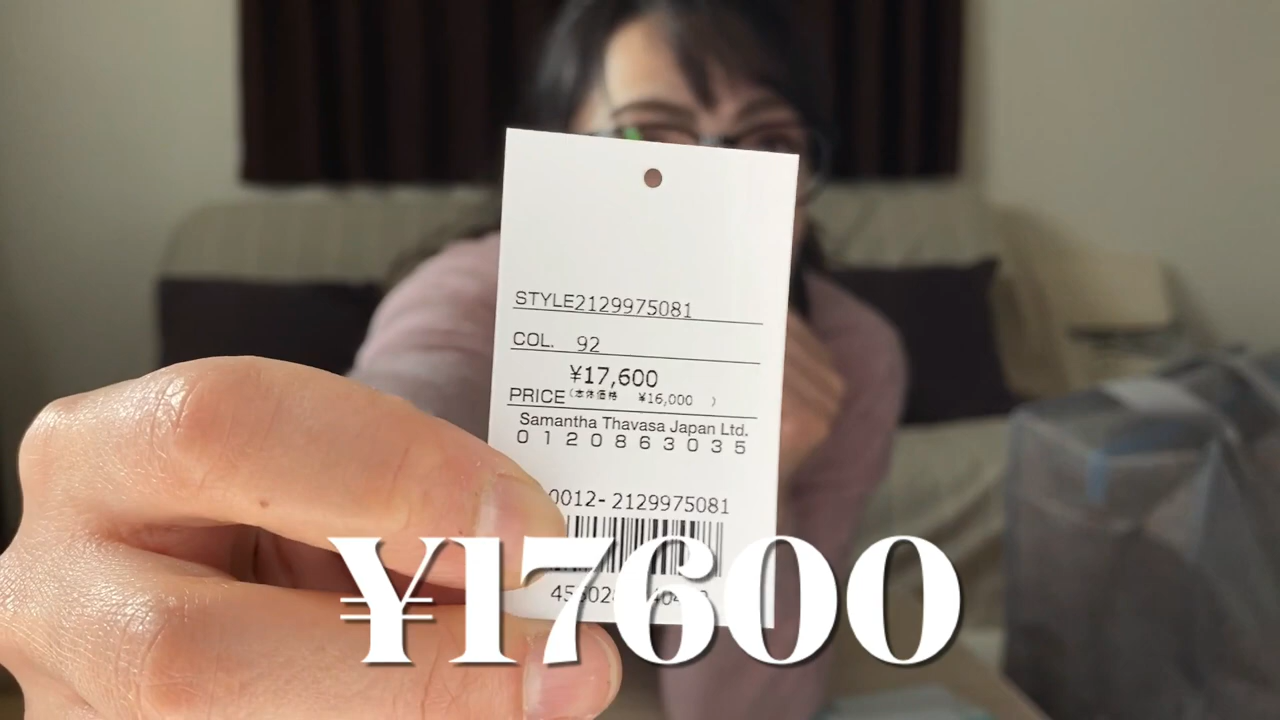 STYLE2129975081
COL. 92
¥17,600
PRICE (本体価格 ¥16,000 )
Samantha Thavasa Japan Ltd.
0120863035
0012- 2129975081
¥17600